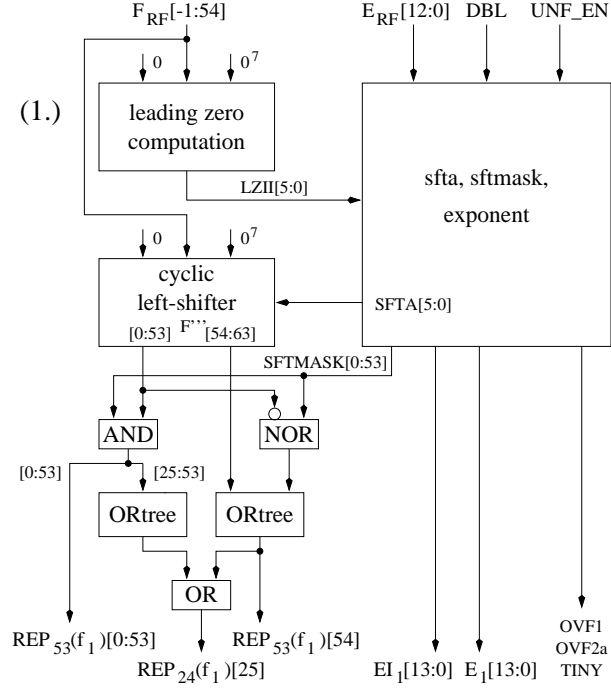 F_RF[-1:54] E_RF[12:0] DBL UNF_EN
0 0^7
(1.)
leading zero
computation
LZII[5:0]
sfta, sftmask,
exponent
0 0^7
cyclic
left-shifter
SFTA[5:0]
[0:53] F''' [54:63]
SFTMASK[0:53]
AND NOR
[0:53] [25:53]
ORtree ORtree
OR
REP_53(f_1)[0:53] REP_53(f_1)[54]
REP_24(f_1)[25] EI_1[13:0] E_1[13:0]
OVF1
OVF2a
TINY